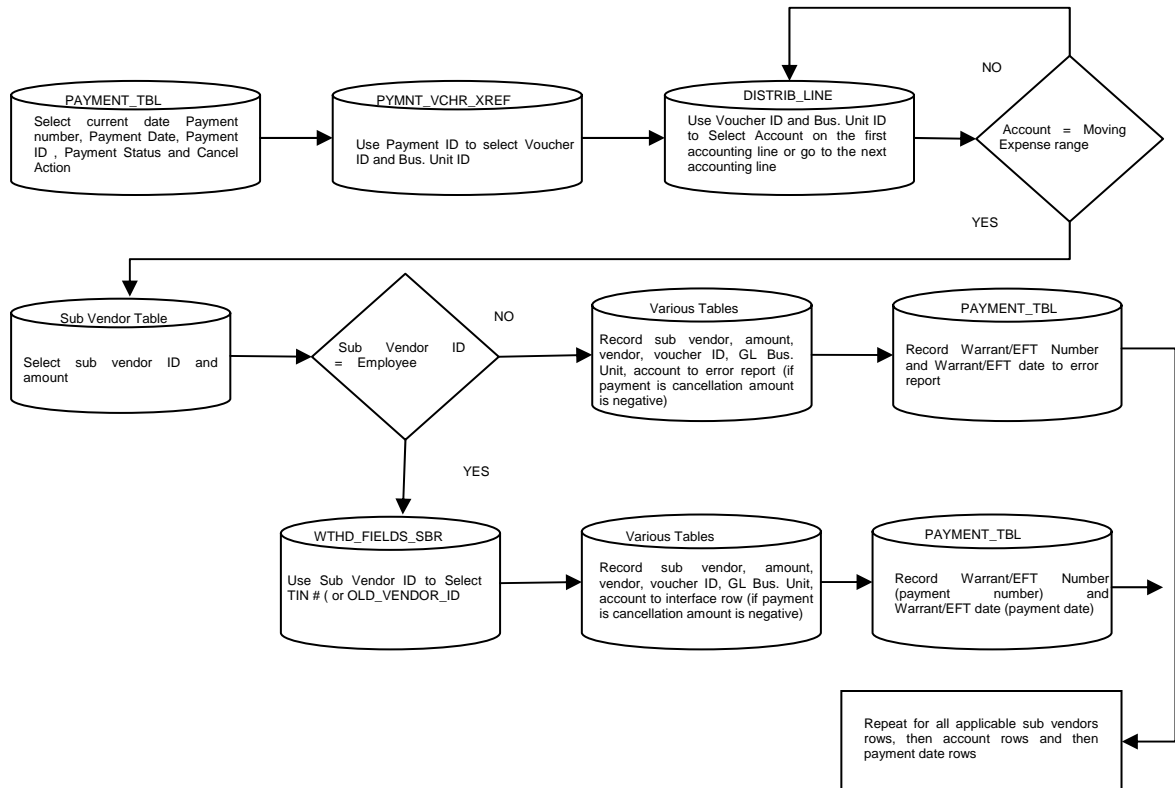 PAYMENT_TBL
Select current date Payment
number, Payment Date, Payment
ID , Payment Status and Cancel
Action
PYMNT_VCHR_XREF
Use Payment ID to select Voucher
ID and Bus. Unit ID
DISTRIB_LINE
Use Voucher ID and Bus. Unit ID
to Select Account on the first
accounting line or go to the next
accounting line
NO
Account = Moving
Expense range
YES
Sub Vendor Table
Select sub vendor ID and
amount
Sub Vendor ID
= Employee
NO
Various Tables
Record sub vendor, amount,
vendor, voucher ID, GL Bus.
Unit, account to error report (if
payment is cancellation amount
is negative)
PAYMENT_TBL
Record Warrant/EFT Number
and Warrant/EFT date to error
report
YES
WTHD_FIELDS_SBR
Use Sub Vendor ID to Select
TIN # ( or OLD_VENDOR_ID
Various Tables
Record sub vendor, amount,
vendor, voucher ID, GL Bus. Unit,
account to interface row (if payment
is cancellation amount is negative)
PAYMENT_TBL
Record Warrant/EFT Number
(payment number) and
Warrant/EFT date (payment date)
Repeat for all applicable sub vendors
rows, then account rows and then
payment date rows